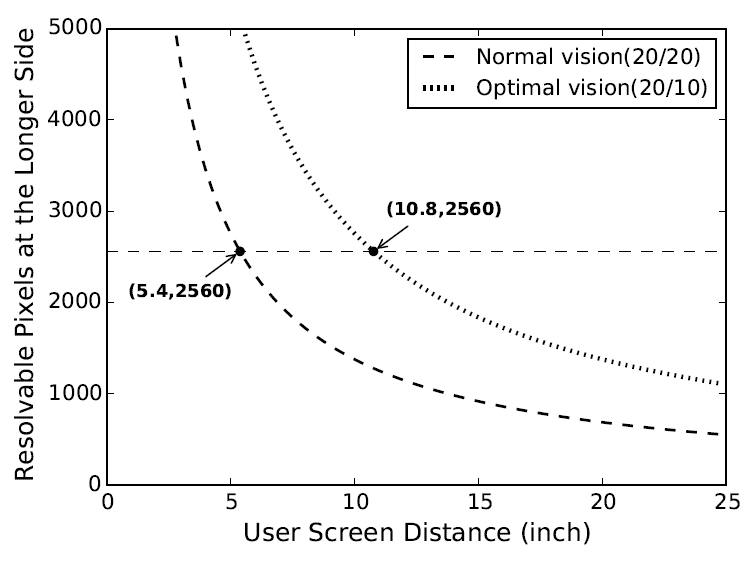 Resolvable Pixels at the Longer Side
5000
4000
3000
2000
1000
0
Normal vision(20/20)
Optimal vision(20/10)
(10.8,2560)
(5.4,2560)
0 5 10 15 20 25
User Screen Distance (inch)